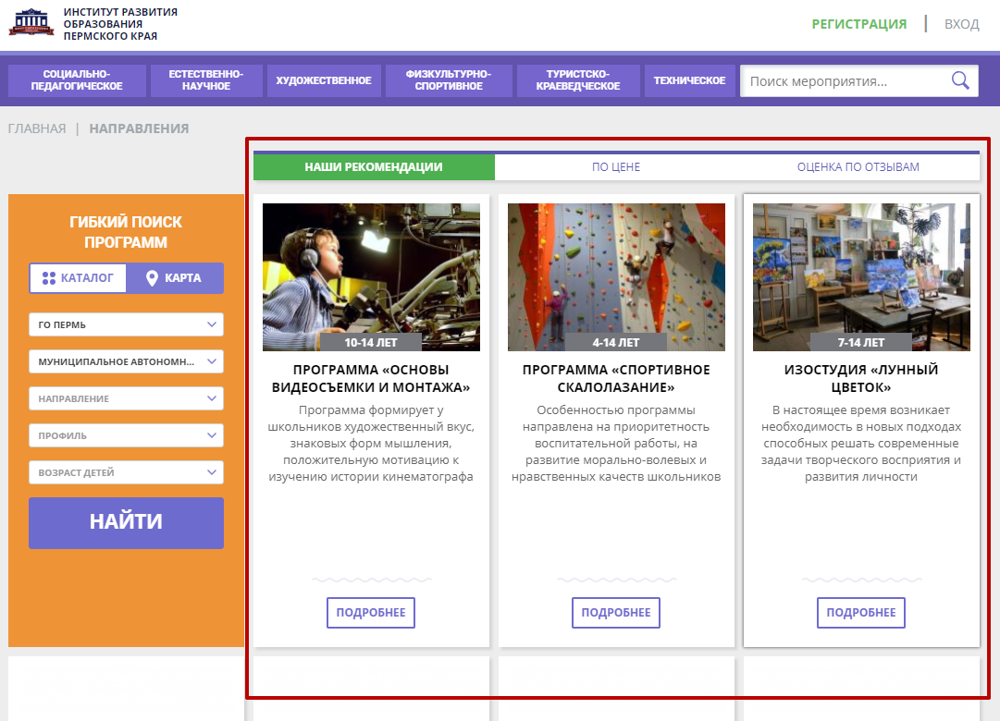 ИНСТИТУТ РАЗВИТИЯ
ОБРАЗОВАНИЯ
ПЕРМСКОГО КРАЯ
РЕГИСТРАЦИЯ | ВХОД
СОЦИАЛЬНО-
ПЕДАГОГИЧЕСКОЕ
ЕСТЕСТВЕННО-
НАУЧНОЕ
ХУДОЖЕСТВЕННОЕ
ФИЗКУЛЬТУРНО-
СПОРТИВНОЕ
ТУРИСТСКО-
КРАЕВЕДЧЕСКОЕ
ТЕХНИЧЕСКОЕ
Поиск мероприятия...
ГЛАВНАЯ | НАПРАВЛЕНИЯ
НАШИ РЕКОМЕНДАЦИИ
ПО ЦЕНЕ
ОЦЕНКА ПО ОТЗЫВАМ
ГИБКИЙ ПОИСК
ПРОГРАММ
КАТАЛОГ
КАРТА
ГО ПЕРМЬ
МУНИЦИПАЛЬНОЕ АВТОНОМН...
НАПРАВЛЕНИЕ
ПРОФИЛЬ
ВОЗРАСТ ДЕТЕЙ
НАЙТИ
10-14 ЛЕТ
ПРОГРАММА «ОСНОВЫ
ВИДЕОСЪЕМКИ И МОНТАЖА»
Программа формирует у
школьников художественный вкус,
знаковых форм мышления,
положительную мотивацию к
изучению истории кинематографа
ПОДРОБНЕЕ
4-14 ЛЕТ
ПРОГРАММА «СПОРТИВНОЕ
СКАЛОЛАЗАНИЕ»
Особенностью программы
направлена на приоритетность
воспитательной работы, на
развитие морально-волевых и
нравственных качеств школьников
ПОДРОБНЕЕ
7-14 ЛЕТ
ИЗОСТУДИЯ «ЛУННЫЙ
ЦВЕТОК»
В настоящее время возникает
необходимость в новых подходах
способных решать современные
задачи творческого восприятия и
развития личности
ПОДРОБНЕЕ